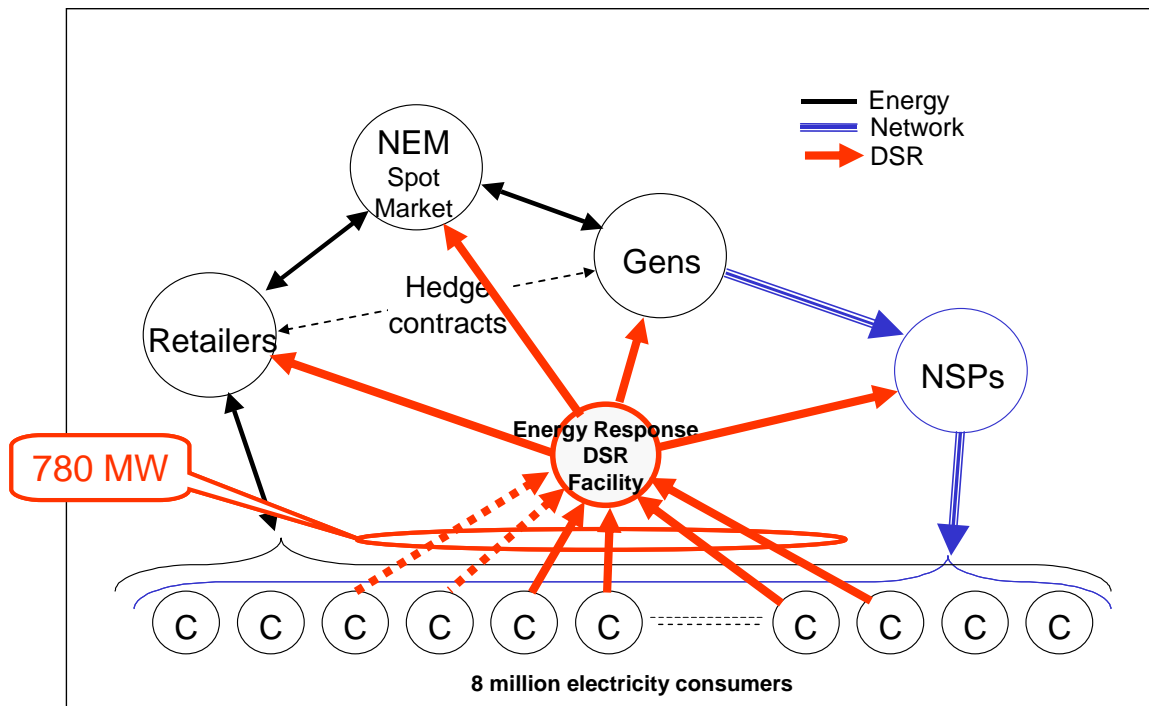 Energy
Network
DSR
NEM
Spot
Market
Gens
Hedge
contracts
Retailers
NSPs
Energy Response
DSR
Facility
780 MW
C C C C C C C C C C
8 million electricity consumers